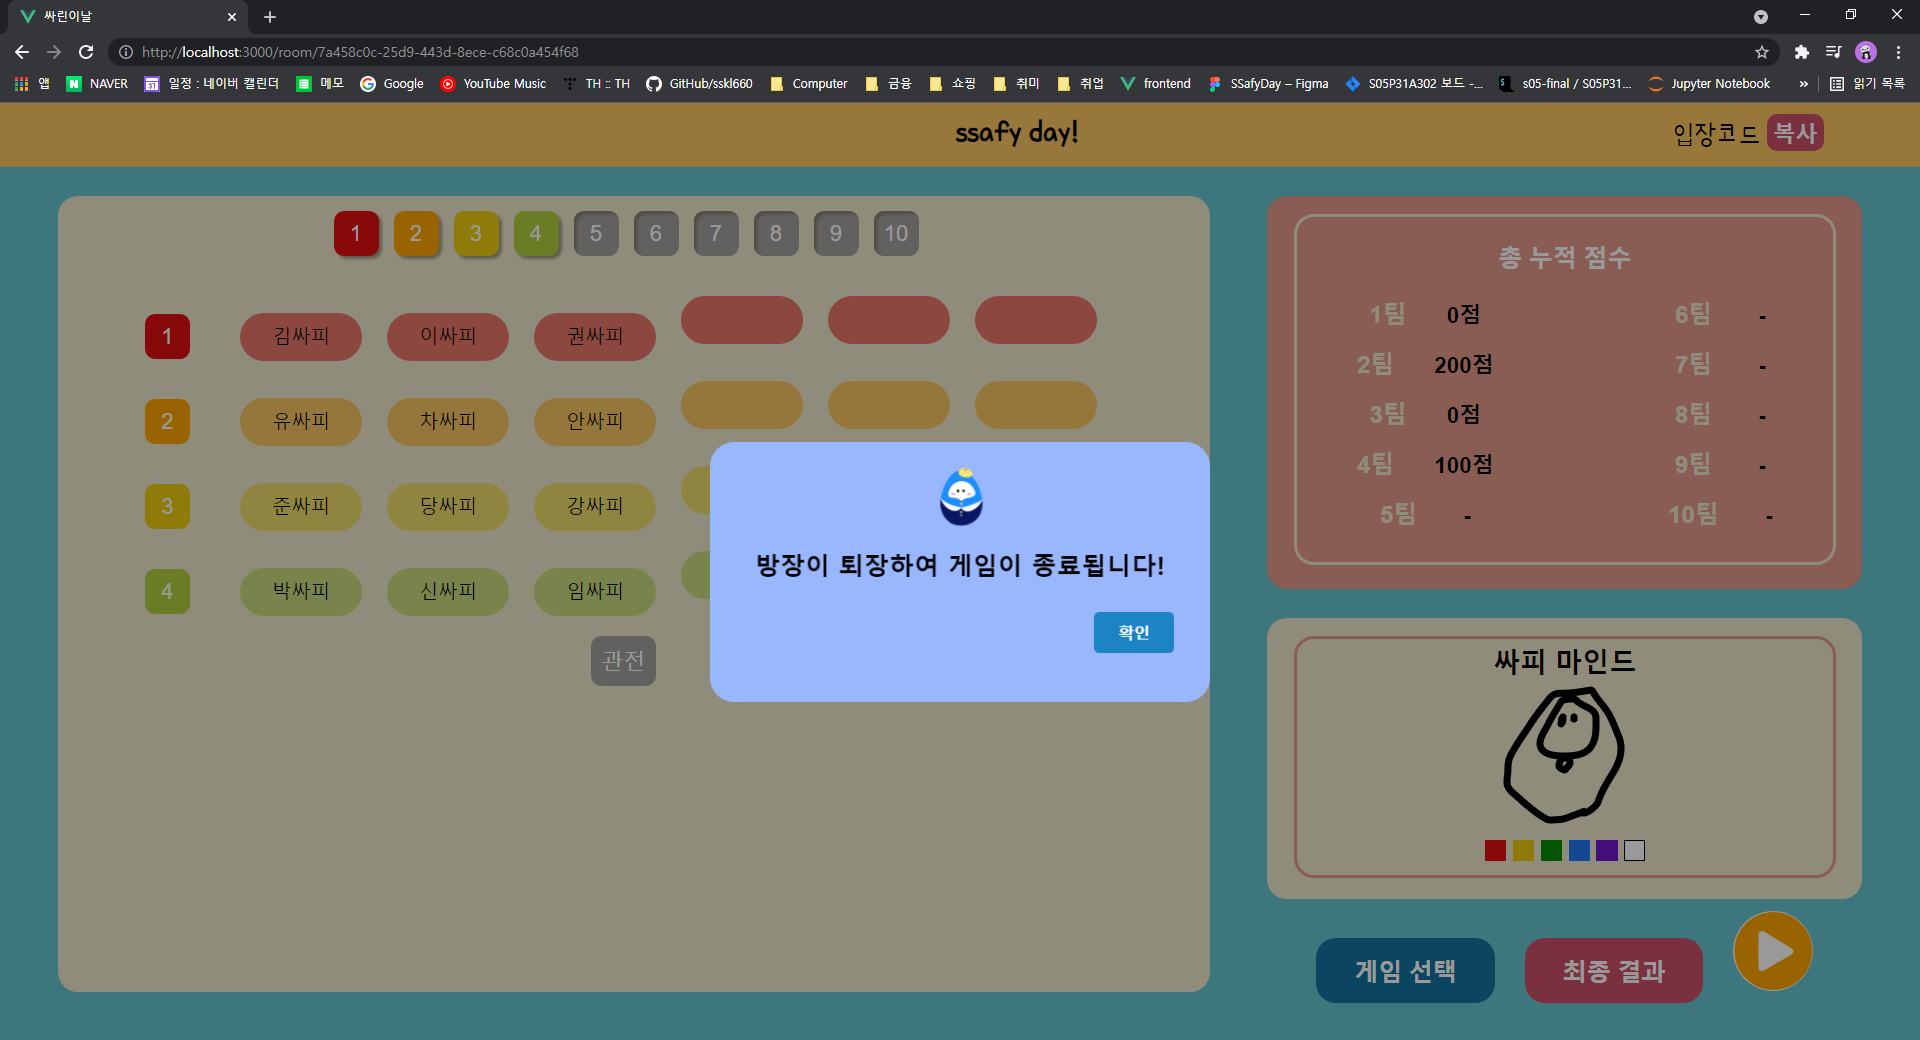 싸린이날
http://localhost:3000/room/7a458c0c-25d9-443d-8ece-c68c0a454f68
앱 NAVER 일정 : 네이버 캘린더 메모 Google YouTube Music TH :: TH GitHub/sskl660 Computer 금융 쇼핑 취미 취업 frontend SSafyDay – Figma S05P31A302 보드 -... s05-final / S05P31... Jupyter Notebook » 읽기 목록
ssafy day!
입장코드 복사
1 2 3 4 5 6 7 8 9 10
1 김싸피 이싸피 권싸피
2 유싸피 차싸피 안싸피
3 준싸피 당싸피 강싸피
4 박싸피 신싸피 임싸피
관전
방장이 퇴장하여 게임이 종료됩니다!
확인
총 누적 점수
1팀 0점 6팀 -
2팀 200점 7팀 -
3팀 0점 8팀 -
4팀 100점 9팀 -
5팀 - 10팀 -
싸피 마인드
게임 선택 최종 결과